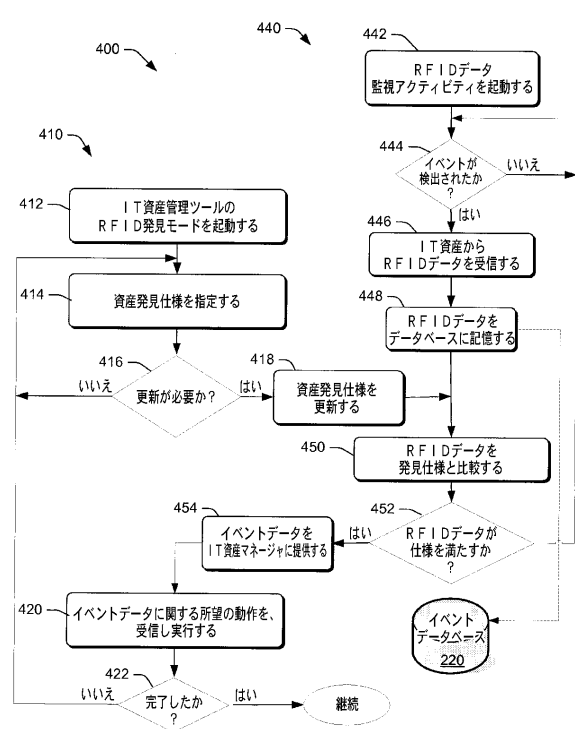 440
400
442
RFIDデータ
監視アクティビティを起動する
410
444
イベントが
検出されたか
?
いいえ
はい
412
IT資産管理ツールの
RFID発見モードを起動する
446
IT資産から
RFIDデータを受信する
414
資産発見仕様を指定する
448
RFIDデータを
データベースに記憶する
416
更新が必要か?
いいえ
はい
418
資産発見仕様を
更新する
450
RFIDデータを
発見仕様と比較する
452
RFIDデータが
仕様を満たすか
?
はい
454
イベントデータを
IT資産マネージャに提供する
420
イベントデータに関する所望の動作を、
受信し実行する
イベント
データベース
220
422
完了したか
?
いいえ
はい
継続